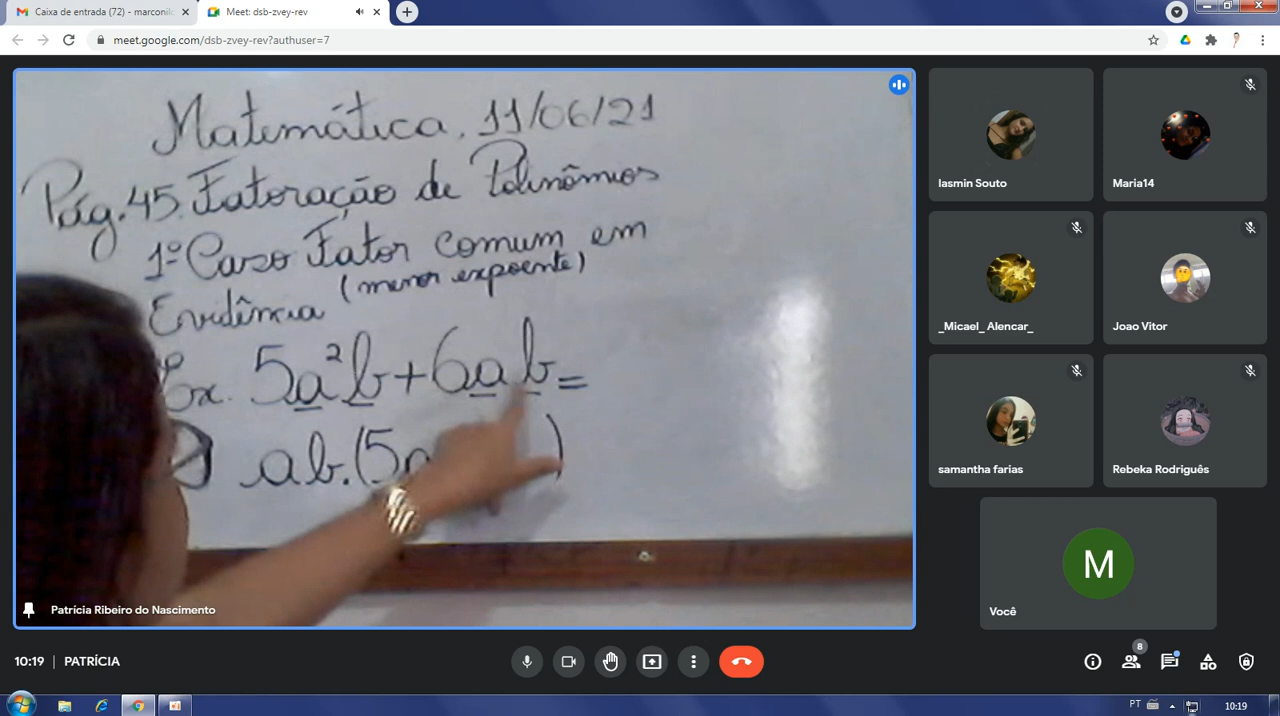 Caixa de entrada (72) - marconil
Meet: dsb-zvey-rev
meet.google.com/dsb-zvey-rev?authuser=7
Matemática, 11/06/21
Pág. 45. Fatoração de Polinômios
1º Caso Fator comum em
Evidência (menor expoente)
Ex. 5a²b + 6ab =
ab.(5a )
Patrícia Ribeiro do Nascimento
Iasmin Souto
Maria14
_Micael_ Alencar_
Joao Vitor
samantha farias
Rebeka Rodriguês
M
Você
10:19 | PATRÍCIA
8
PT
10:19